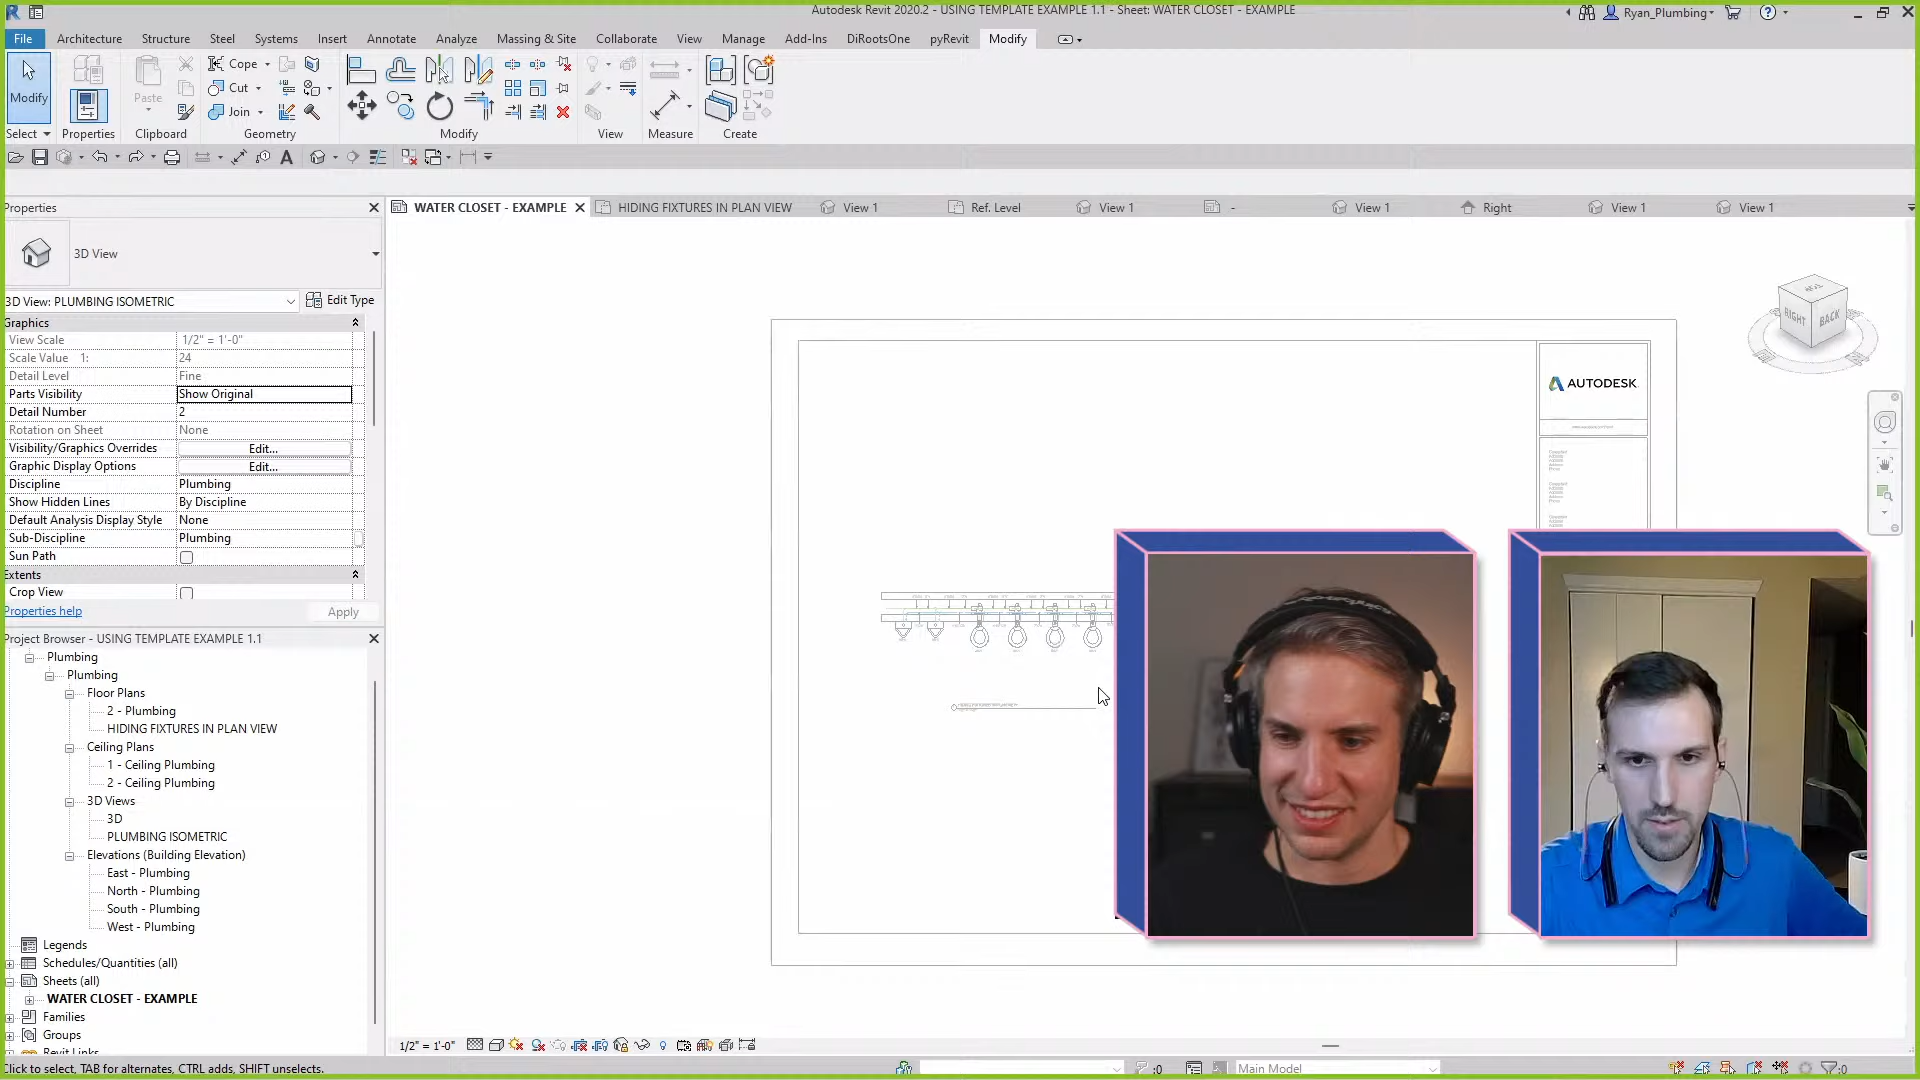 Autodesk Revit 2020.2 - USING TEMPLATE EXAMPLE 1.1 - Sheet: WATER CLOSET - EXAMPLE
Ryan_Plumbing
File Architecture Structure Steel Systems Insert Annotate Analyze Massing & Site Collaborate View Manage Add-Ins DiRootsOne pyRevit Modify
Modify
Paste
Cope
Cut
Join
Select Properties Clipboard Geometry Modify View Measure Create
Properties
WATER CLOSET - EXAMPLE HIDING FIXTURES IN PLAN VIEW View 1 Ref. Level View 1 - View 1 Right View 1 View 1
3D View
3D View: PLUMBING ISOMETRIC Edit Type
Graphics
View Scale 1/2" = 1'-0"
Scale Value 1: 24
Detail Level Fine
Parts Visibility Show Original
Detail Number 2
Rotation on Sheet None
Visibility/Graphics Overrides Edit...
Graphic Display Options Edit...
Discipline Plumbing
Show Hidden Lines By Discipline
Default Analysis Display Style None
Sub-Discipline Plumbing
Sun Path
Extents
Crop View
Properties help Apply
Project Browser - USING TEMPLATE EXAMPLE 1.1
Plumbing
Plumbing
Floor Plans
2 - Plumbing
HIDING FIXTURES IN PLAN VIEW
Ceiling Plans
1 - Ceiling Plumbing
2 - Ceiling Plumbing
3D Views
3D
PLUMBING ISOMETRIC
Elevations (Building Elevation)
East - Plumbing
North - Plumbing
South - Plumbing
West - Plumbing
Legends
Schedules/Quantities (all)
Sheets (all)
WATER CLOSET - EXAMPLE
Families
Groups
Revit Links
TOP
RIGHT BACK
AUTODESK
1/2" = 1'-0"
Click to select, TAB for alternates, CTRL adds, SHIFT unselects.
:0
Main Model
:0